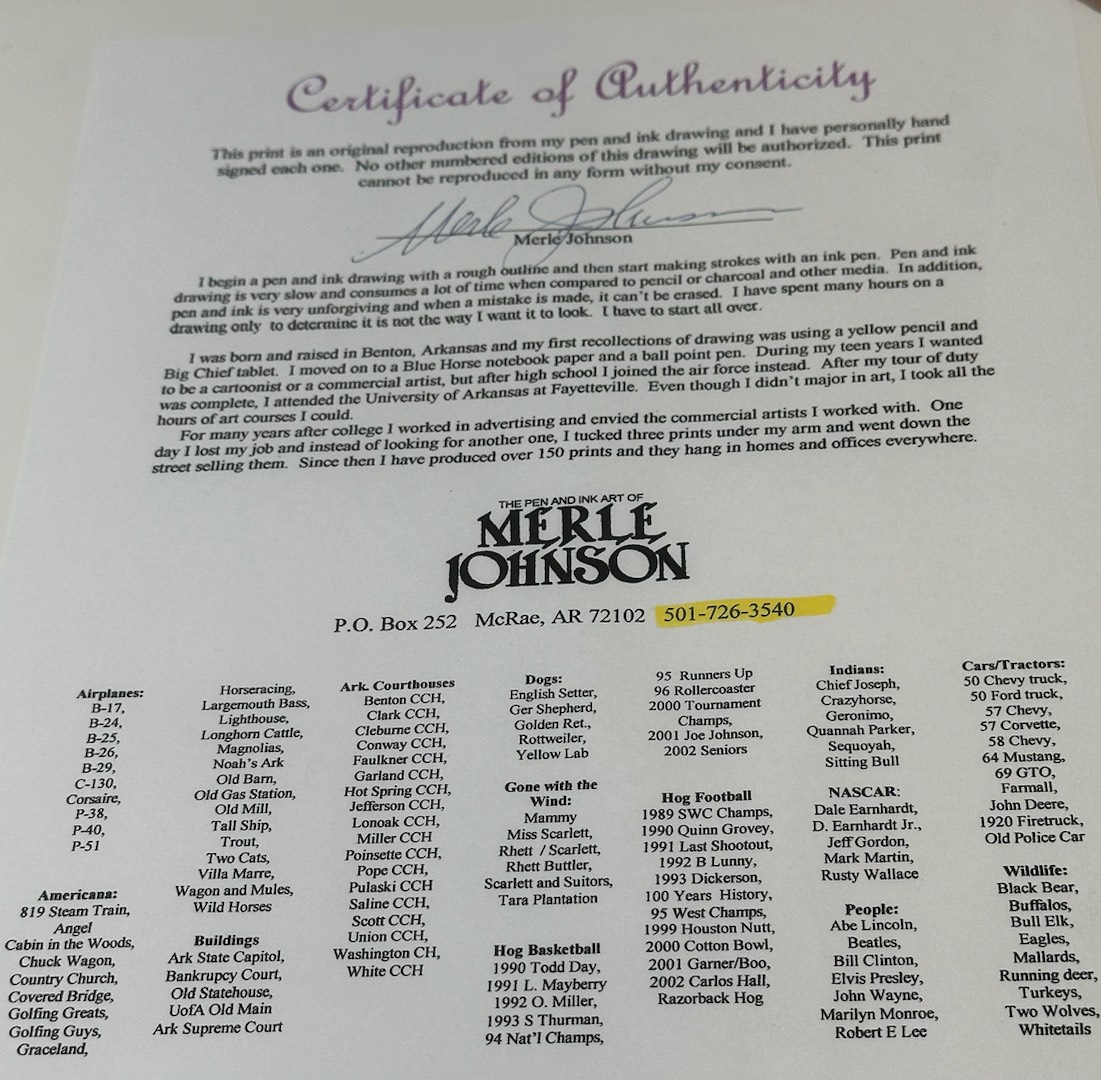 Certificate of Authenticity
This print is an original reproduction from my pen and ink drawing and I have personally hand
signed each one. No other numbered editions of this drawing will be authorized. This print
cannot be reproduced in any form without my consent.
Merle Johnson
Merle Johnson
I begin a pen and ink drawing with a rough outline and then start making strokes with an ink pen. Pen and ink
drawing is very slow and consumes a lot of time when compared to pencil or charcoal and other media. In addition,
pen and ink is very unforgiving and when a mistake is made, it can't be erased. I have spent many hours on a
drawing only to determine it is not the way I want it to look. I have to start all over.
I was born and raised in Benton, Arkansas and my first recollections of drawing was using a yellow pencil and
Big Chief tablet. I moved on to a Blue Horse notebook paper and a ball point pen. During my teen years I wanted
to be a cartoonist or a commercial artist, but after high school I joined the air force instead. After my tour of duty
was complete, I attended the University of Arkansas at Fayetteville. Even though I didn't major in art, I took all the
hours of art courses I could.
For many years after college I worked in advertising and envied the commercial artists I worked with. One
day I lost my job and instead of looking for another one, I tucked three prints under my arm and went down the
street selling them. Since then I have produced over 150 prints and they hang in homes and offices everywhere.
THE PEN AND INK ART OF
MERLE
JOHNSON
P.O. Box 252 McRae, AR 72102 501-726-3540
Airplanes:
B-17,
B-24,
B-25,
B-26,
B-29,
C-130,
Corsaire,
P-38,
P-40,
P-51
Americana:
819 Steam Train,
Angel
Cabin in the Woods,
Chuck Wagon,
Country Church,
Covered Bridge,
Golfing Greats,
Golfing Guys,
Graceland,
Horseracing,
Largemouth Bass,
Lighthouse,
Longhorn Cattle,
Magnolias,
Noah's Ark
Old Barn,
Old Gas Station,
Old Mill,
Tall Ship,
Trout,
Two Cats,
Villa Marre,
Wagon and Mules,
Wild Horses
Buildings
Ark State Capitol,
Bankrupcy Court,
Old Statehouse,
UofA Old Main
Ark Supreme Court
Ark. Courthouses
Benton CCH,
Clark CCH,
Cleburne CCH,
Conway CCH,
Faulkner CCH,
Garland CCH,
Hot Spring CCH,
Jefferson CCH,
Lonoak CCH,
Miller CCH
Poinsette CCH,
Pope CCH,
Pulaski CCH
Saline CCH,
Scott CCH,
Union CCH,
Washington CH,
White CCH
Dogs:
English Setter,
Ger Shepherd,
Golden Ret.,
Rottweiler,
Yellow Lab
Gone with the
Wind:
Mammy
Miss Scarlett,
Rhett / Scarlett,
Rhett Buttler,
Scarlett and Suitors,
Tara Plantation
Hog Basketball
1990 Todd Day,
1991 L. Mayberry
1992 O. Miller,
1993 S Thurman,
94 Nat'l Champs,
95 Runners Up
96 Rollercoaster
2000 Tournament
Champs,
2001 Joe Johnson,
2002 Seniors
Hog Football
1989 SWC Champs,
1990 Quinn Grovey,
1991 Last Shootout,
1992 B Lunny,
1993 Dickerson,
100 Years History,
95 West Champs,
1999 Houston Nutt,
2000 Cotton Bowl,
2001 Garner/Boo,
2002 Carlos Hall,
Razorback Hog
Indians:
Chief Joseph,
Crazyhorse,
Geronimo,
Quannah Parker,
Sequoyah,
Sitting Bull
NASCAR:
Dale Earnhardt,
D. Earnhardt Jr.,
Jeff Gordon,
Mark Martin,
Rusty Wallace
People:
Abe Lincoln,
Beatles,
Bill Clinton,
Elvis Presley,
John Wayne,
Marilyn Monroe,
Robert E Lee
Cars/Tractors:
50 Chevy truck,
50 Ford truck,
57 Chevy,
57 Corvette,
58 Chevy,
64 Mustang,
69 GTO,
Farmall,
John Deere,
1920 Firetruck,
Old Police Car
Wildlife:
Black Bear,
Buffalos,
Bull Elk,
Eagles,
Mallards,
Running deer,
Turkeys,
Two Wolves,
Whitetails